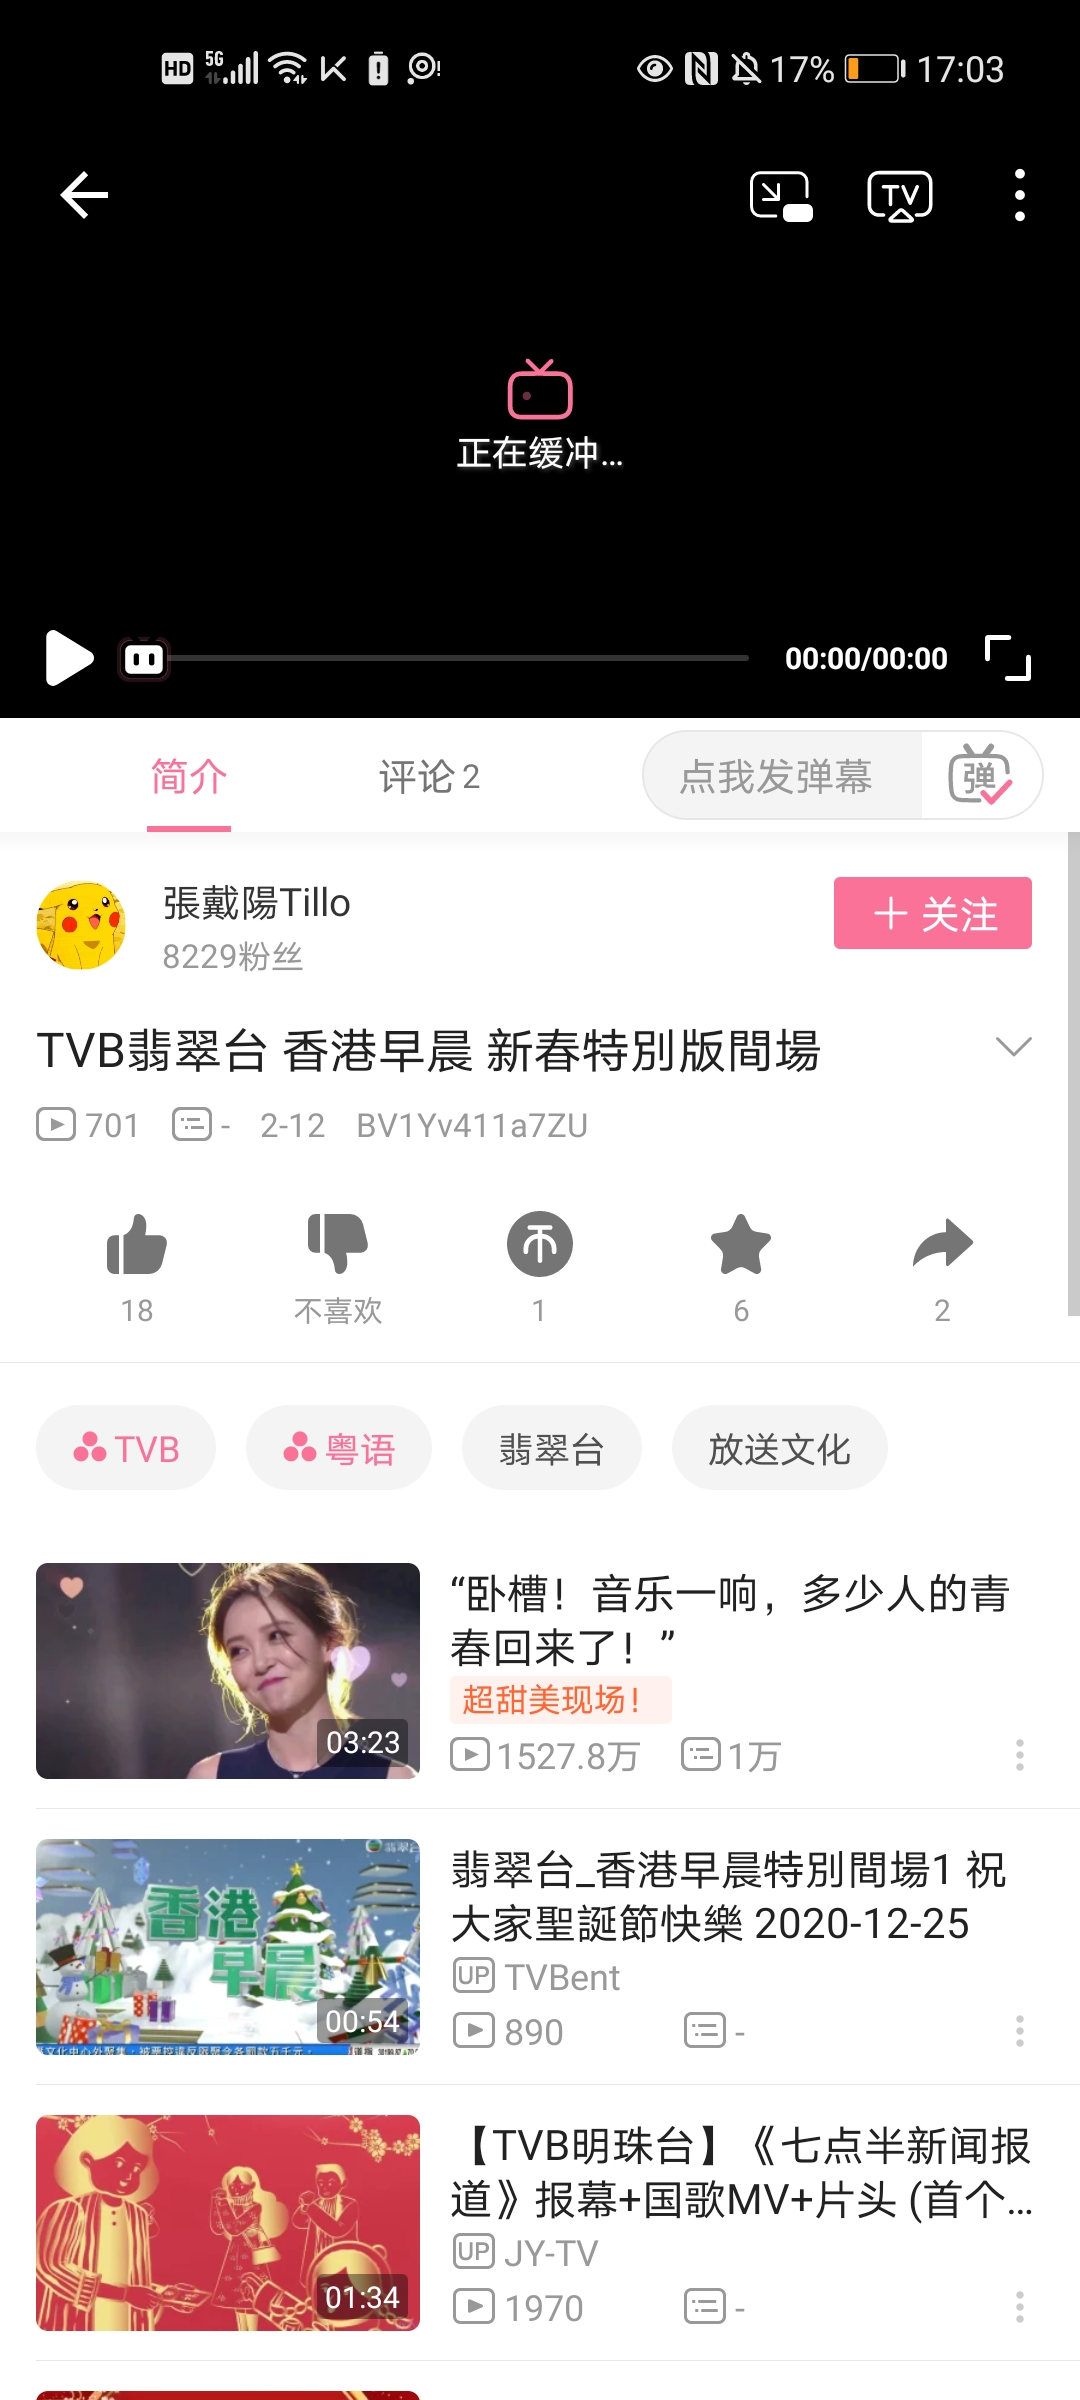 HD 5G 17% 17:03
TV
正在缓冲...
00:00/00:00
简介 评论2 点我发弹幕 弹
張戴陽Tillo
8229粉丝
关注
TVB翡翠台 香港早晨 新春特別版間場
701 - 2-12 BV1Yv411a7ZU
18 不喜欢 1 6 2
TVB 粤语 翡翠台 放送文化
“卧槽！音乐一响，多少人的青
春回来了！”
超甜美现场！
03:23
1527.8万 1万
翡翠台
香港
早晨
00:54
翡翠台_香港早晨特別間場1 祝
大家聖誕節快樂 2020-12-25
UP TVBent
890 -
【TVB明珠台】《七点半新闻报
道》报幕+国歌MV+片头 (首个...
UP JY-TV
01:34
1970 -